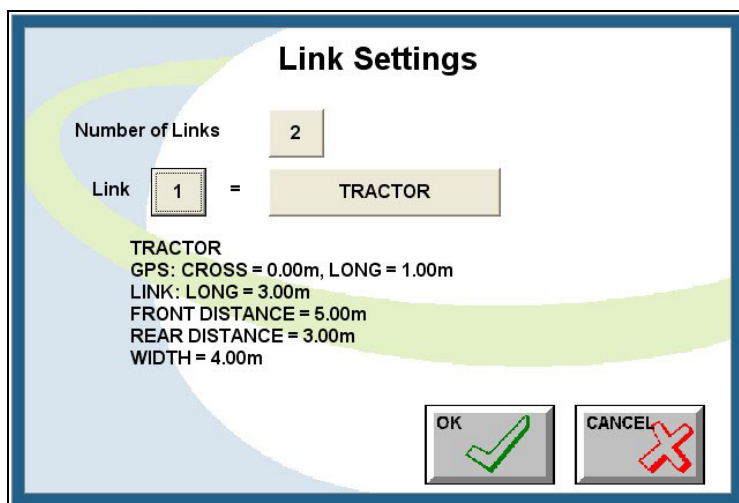 Link Settings
Number of Links 2
Link 1 = TRACTOR
TRACTOR
GPS: CROSS = 0.00m, LONG = 1.00m
LINK: LONG = 3.00m
FRONT DISTANCE = 5.00m
REAR DISTANCE = 3.00m
WIDTH = 4.00m
OK CANCEL